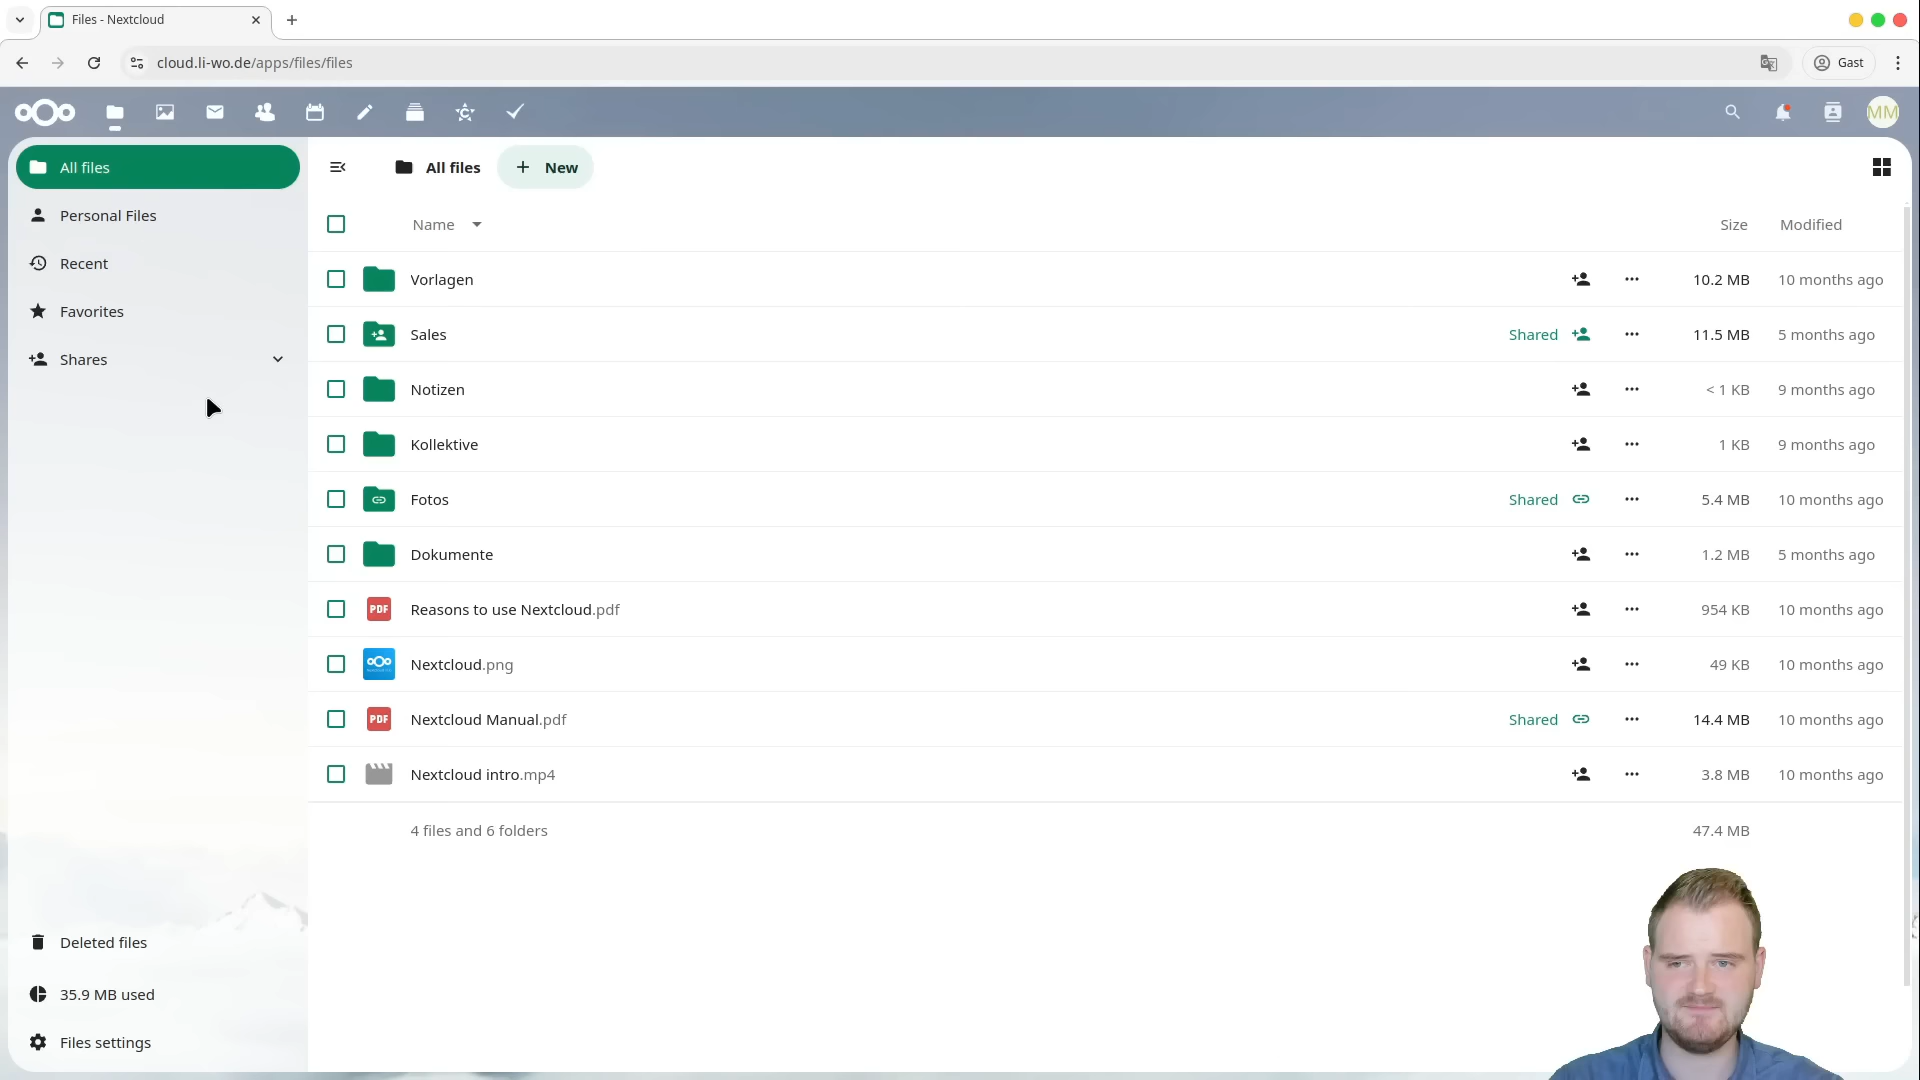 Files - Nextcloud
cloud.li-wo.de/apps/files/files
Gast
MM
All files
Personal Files
Recent
Favorites
Shares
Deleted files
35.9 MB used
Files settings
All files New
Name Size Modified
Vorlagen 10.2 MB 10 months ago
Sales Shared 11.5 MB 5 months ago
Notizen < 1 KB 9 months ago
Kollektive 1 KB 9 months ago
Fotos Shared 5.4 MB 10 months ago
Dokumente 1.2 MB 5 months ago
PDF Reasons to use Nextcloud.pdf 954 KB 10 months ago
Nextcloud.png 49 KB 10 months ago
PDF Nextcloud Manual.pdf Shared 14.4 MB 10 months ago
Nextcloud intro.mp4 3.8 MB 10 months ago
4 files and 6 folders 47.4 MB